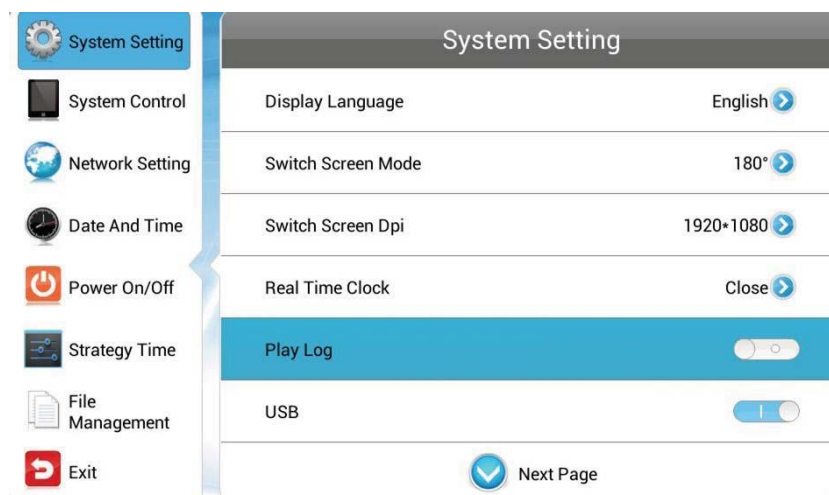 System Setting
System Control
Network Setting
Date And Time
Power On/Off
Strategy Time
File
Management
Exit
System Setting
Display Language English
Switch Screen Mode 180°
Switch Screen Dpi 1920*1080
Real Time Clock Close
Play Log
USB
Next Page